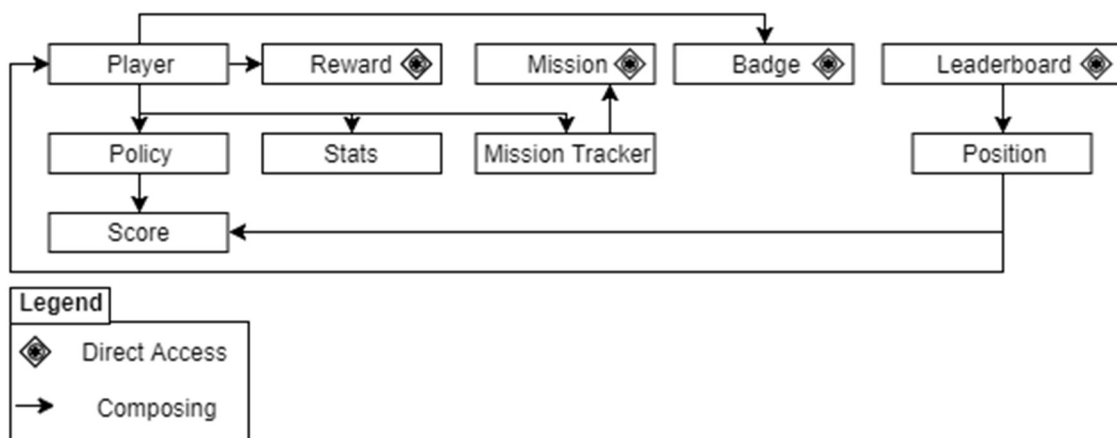 Player
Reward
Mission
Badge
Leaderboard
Policy
Stats
Mission Tracker
Position
Score
Legend
Direct Access
Composing